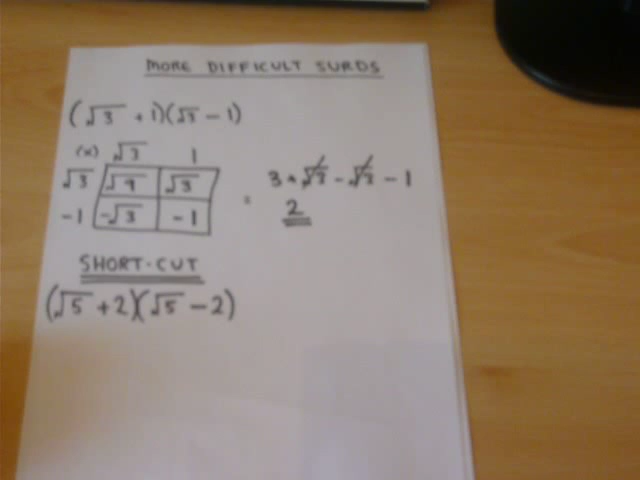 MORE DIFFICULT SURDS
(√3 + 1)(√3 - 1)
(x) √3 1
√3 √9 √3
-1 -√3 -1
= 3 + √3 - √3 - 1
2
SHORT-CUT
(√5 + 2)(√5 - 2)